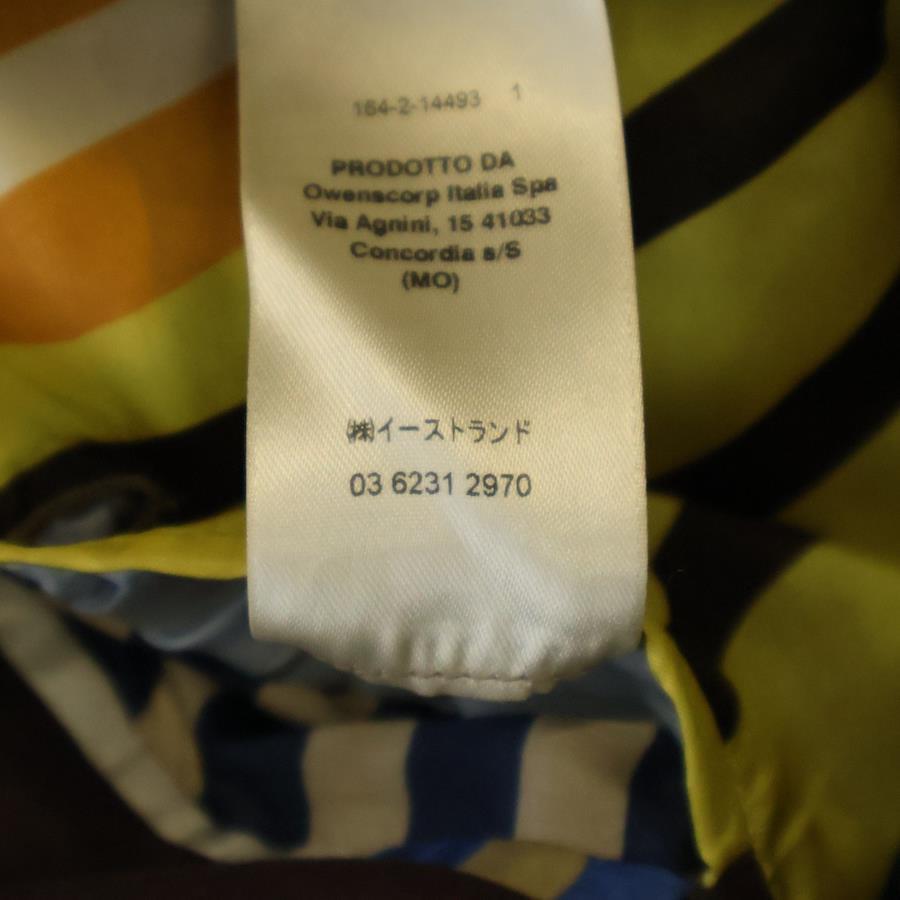 164-2-14493 1
PRODOTTO DA
Owenscorp Italia Spa
Via Agnini, 15 41033
Concordia s/S
(MO)
㈱イーストランド
03 6231 2970